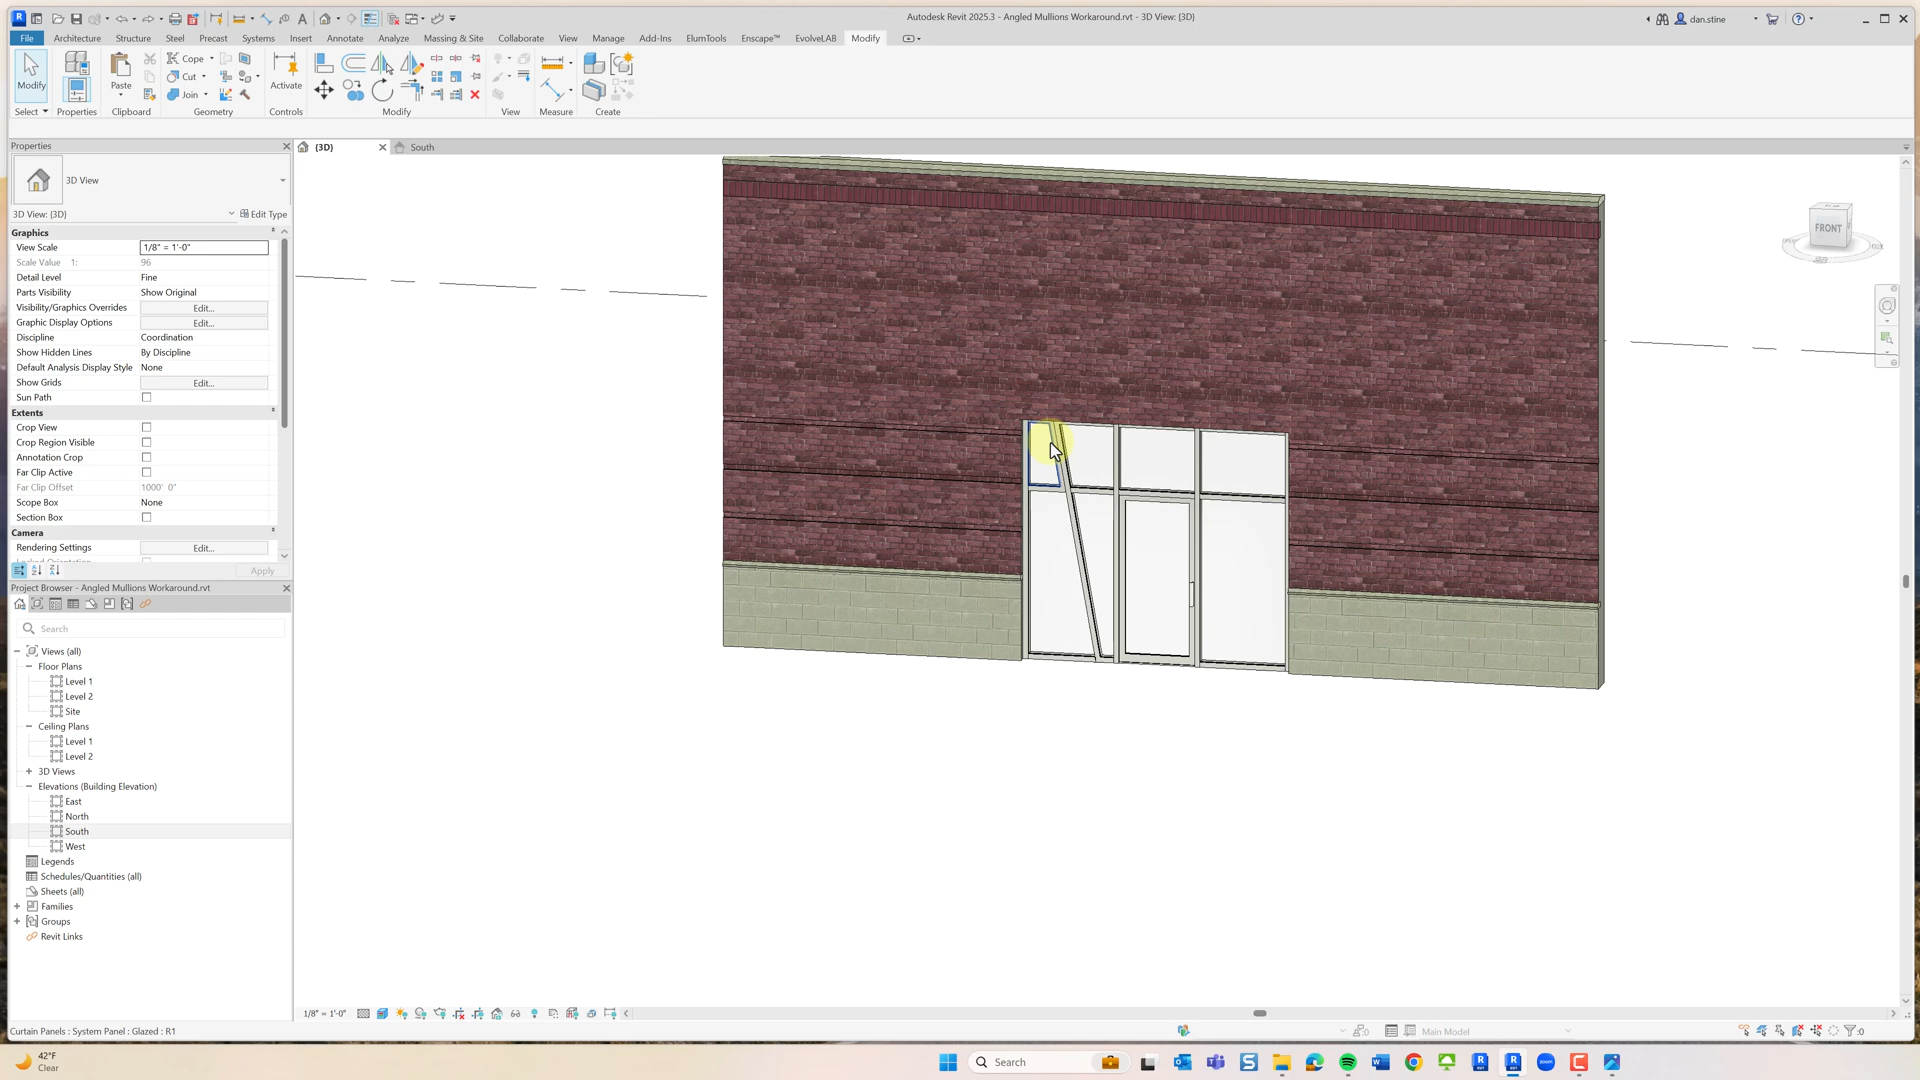 Autodesk Revit 2025.3 - Angled Mullions Workaround.rvt - 3D View: {3D}
dan.stine
File Architecture Structure Steel Precast Systems Insert Annotate Analyze Massing & Site Collaborate View Manage Add-Ins ElumTools Enscape™ EvolveLAB Modify
Modify
Paste
Cope
Cut
Join
Activate
Select Properties Clipboard Geometry Controls Modify View Measure Create
Properties
{3D}
South
3D View
3D View: {3D}
Edit Type
Graphics
View Scale 1/8" = 1'-0"
Scale Value 1: 96
Detail Level Fine
Parts Visibility Show Original
Visibility/Graphics Overrides Edit...
Graphic Display Options Edit...
Discipline Coordination
Show Hidden Lines By Discipline
Default Analysis Display Style None
Show Grids Edit...
Sun Path
Extents
Crop View
Crop Region Visible
Annotation Crop
Far Clip Active
Far Clip Offset 1000' 0"
Scope Box None
Section Box
Camera
Rendering Settings Edit...
Apply
Project Browser - Angled Mullions Workaround.rvt
Search
Views (all)
Floor Plans
Level 1
Level 2
Site
Ceiling Plans
Level 1
Level 2
3D Views
Elevations (Building Elevation)
East
North
South
West
Legends
Schedules/Quantities (all)
Sheets (all)
Families
Groups
Revit Links
FRONT
1/8" = 1'-0"
Curtain Panels : System Panel : Glazed : R1
:0
Main Model
:0
42°F
Clear
Search